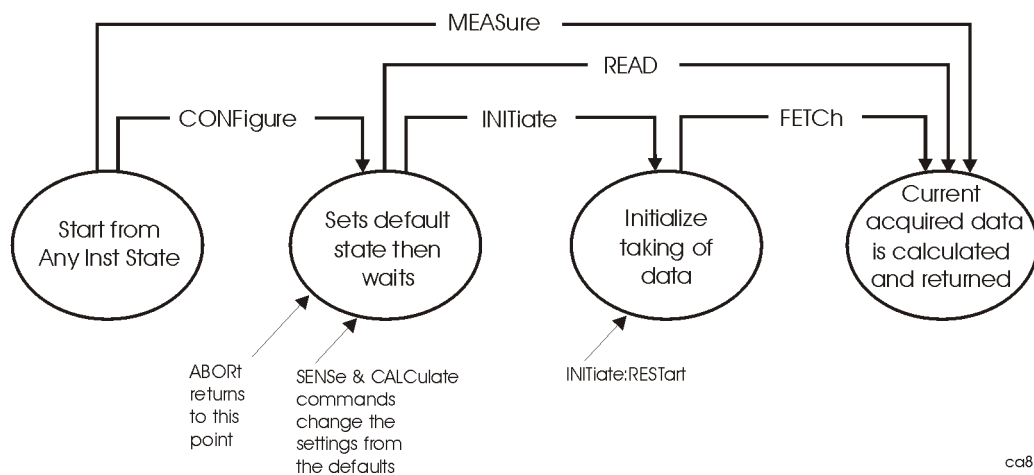 MEASure
READ
CONFigure
INITiate
FETCh
Start from
Any Inst State
Sets default
state then
waits
Initialize
taking of
data
Current
acquired data
is calculated
and returned
ABORt
returns
to this
point
SENSe & CALCulate
commands
change the
settings from
the defaults
INITiate:RESTart
ca8